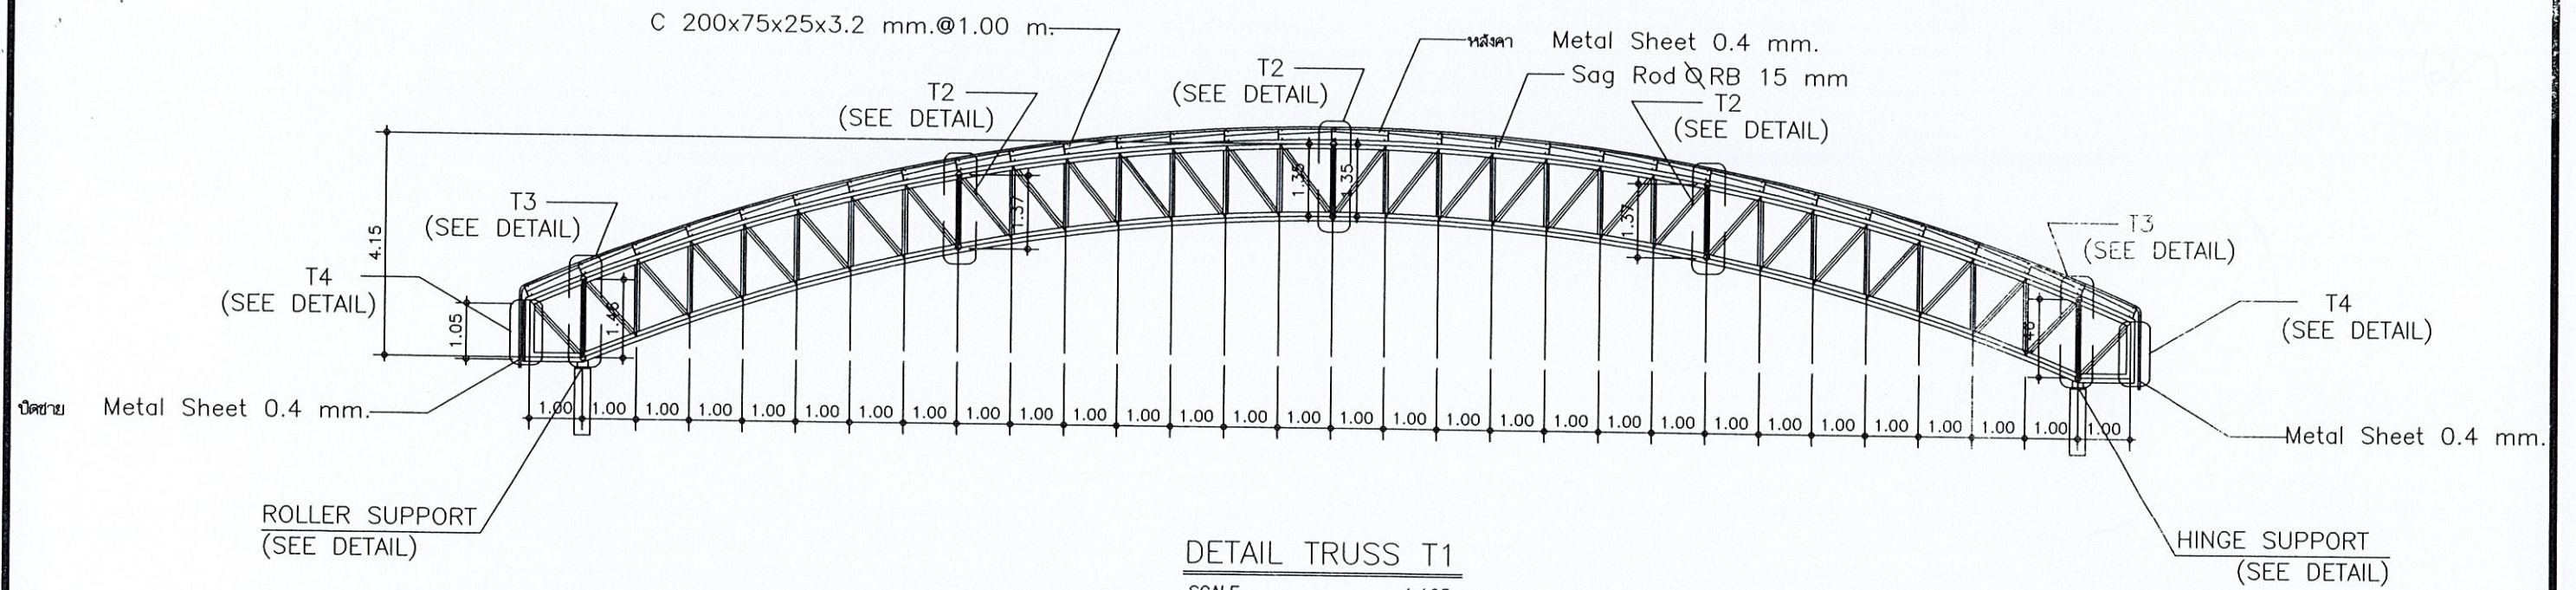 C 200x75x25x3.2 mm.@1.00 m.
หลังคา Metal Sheet 0.4 mm.
Sag Rod Ø RB 15 mm
T2
(SEE DETAIL)
T2
(SEE DETAIL)
T2
(SEE DETAIL)
T3
(SEE DETAIL)
T3
(SEE DETAIL)
T4
(SEE DETAIL)
T4
(SEE DETAIL)
4.15
1.05
1.46
1.37
1.35
1.35
1.37
ปิดชาย Metal Sheet 0.4 mm.
1.00 1.00 1.00 1.00 1.00 1.00 1.00 1.00 1.00 1.00 1.00 1.00 1.00 1.00 1.00 1.00 1.00 1.00 1.00 1.00 1.00 1.00 1.00 1.00 1.00 1.00 1.00 1.00 1.00 1.00
Metal Sheet 0.4 mm.
ROLLER SUPPORT
(SEE DETAIL)
HINGE SUPPORT
(SEE DETAIL)
DETAIL TRUSS T1